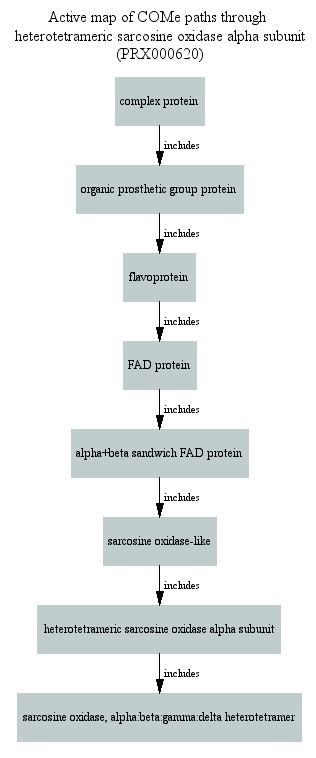 Active map of COMe paths through
heterotetrameric sarcosine oxidase alpha subunit
(PRX000620)
complex protein
includes
organic prosthetic group protein
includes
flavoprotein
includes
FAD protein
includes
alpha+beta sandwich FAD protein
includes
sarcosine oxidase-like
includes
heterotetrameric sarcosine oxidase alpha subunit
includes
sarcosine oxidase, alpha:beta:gamma:delta heterotetramer